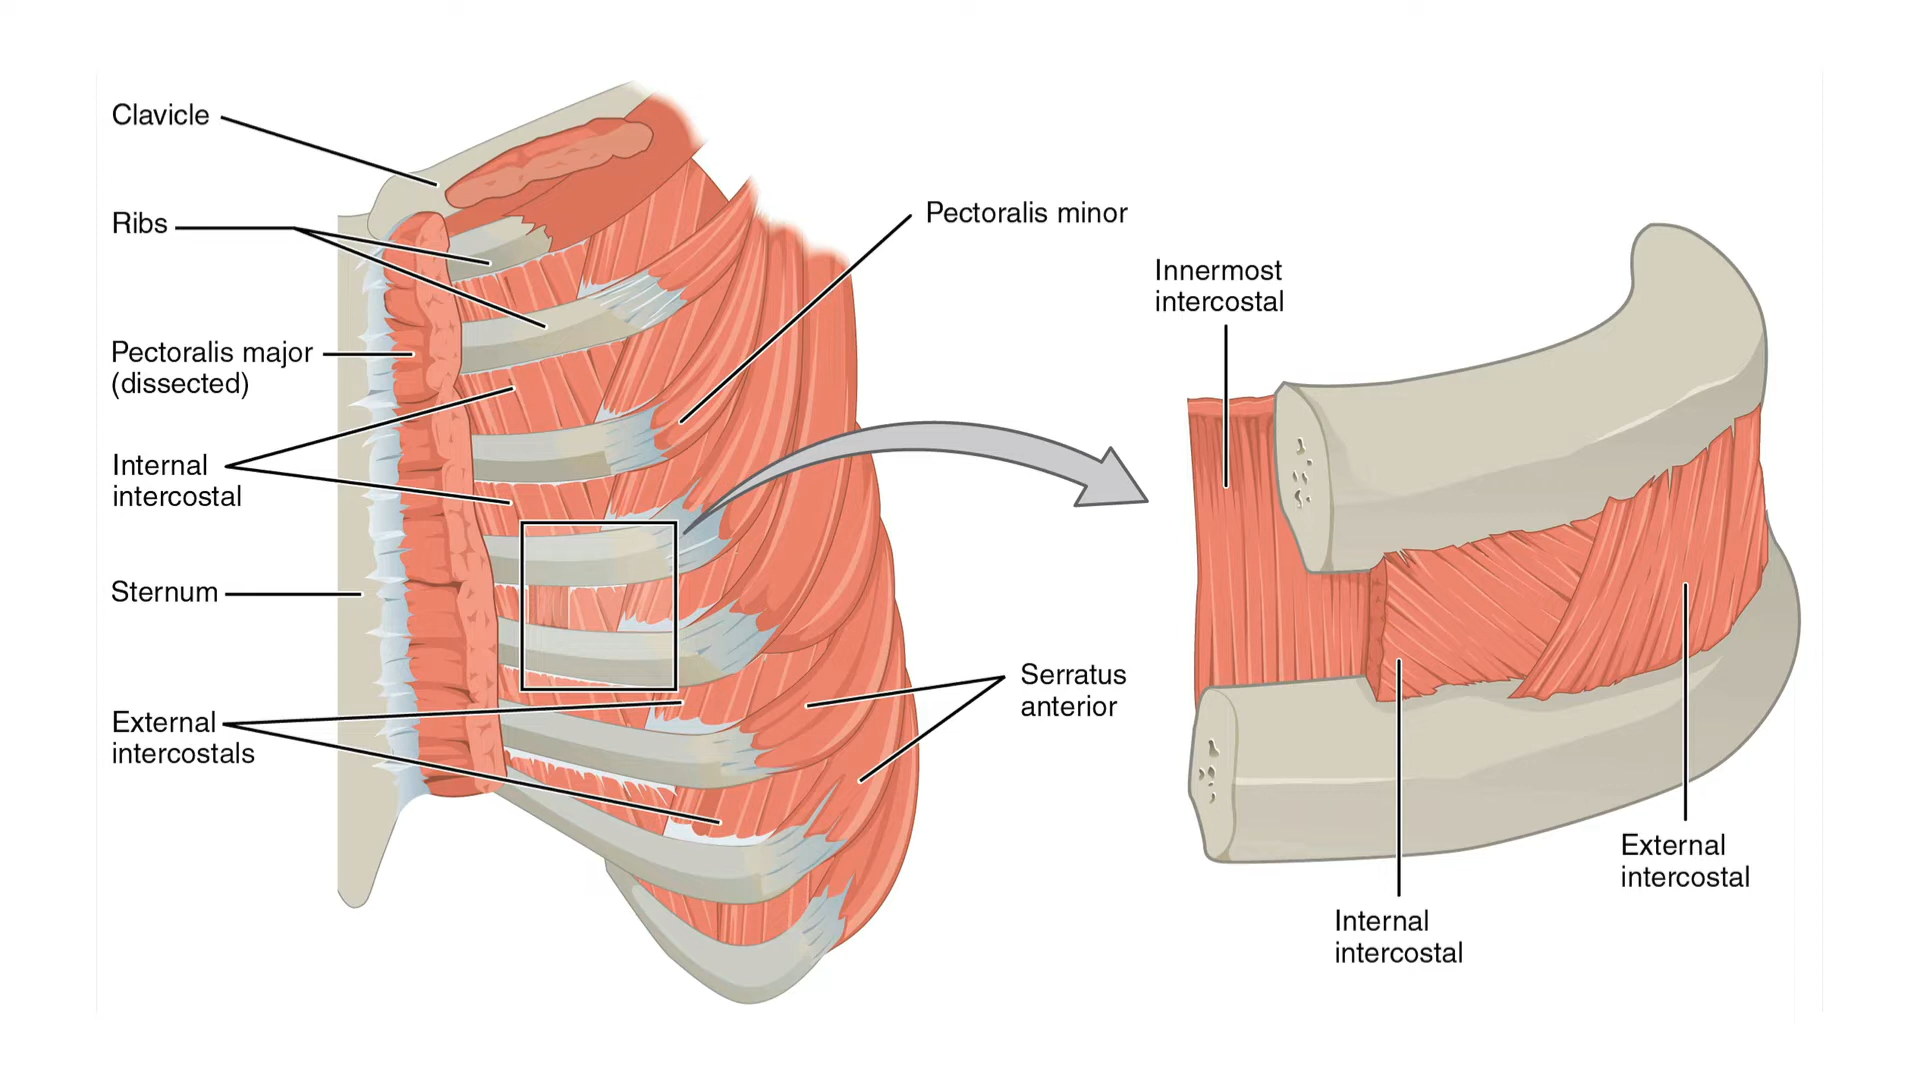 Clavicle
Ribs
Pectoralis major
(dissected)
Internal
intercostal
Sternum
External
intercostals
Pectoralis minor
Serratus
anterior
Innermost
intercostal
Internal
intercostal
External
intercostal